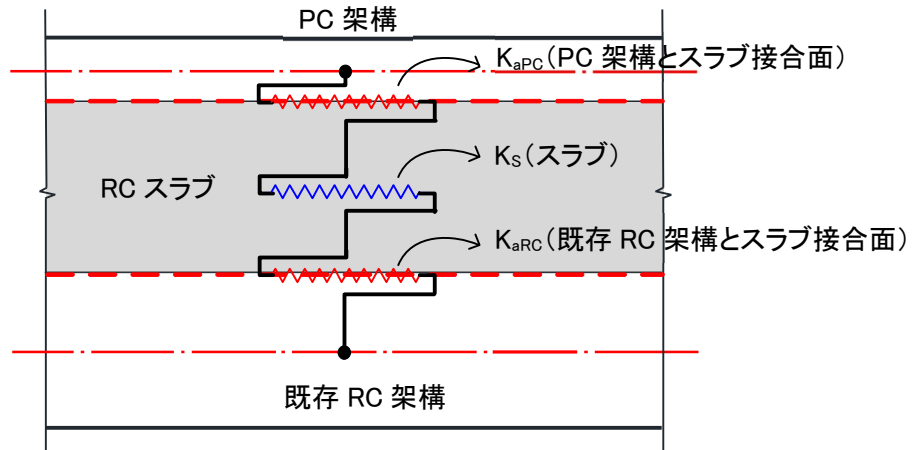 PC 架構
KaPC(PC 架構とスラブ接合面)
KS(スラブ)
RC スラブ
KaRC(既存 RC 架構とスラブ接合面)
既存 RC 架構